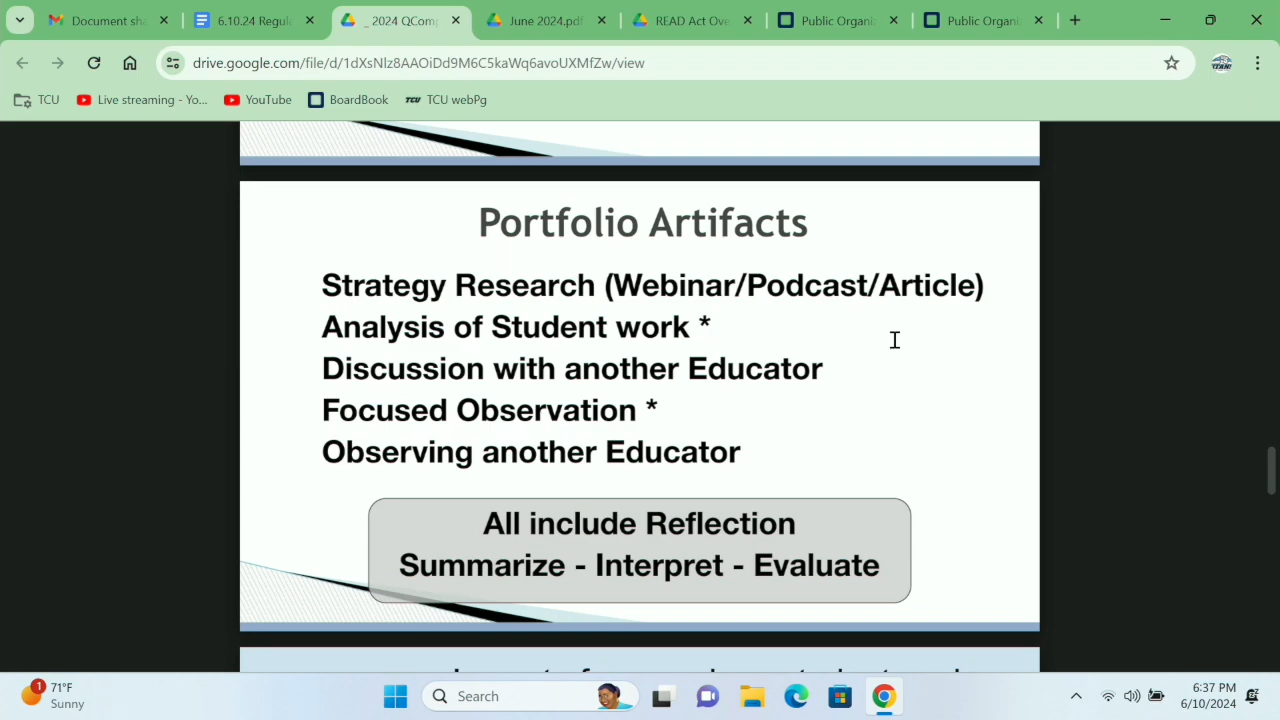 Document sha
6.10.24 Regul
_ 2024 QComp
June 2024.pdf
READ Act Ove
Public Organi
Public Organi
drive.google.com/file/d/1dXsNlz8AAOiDd9M6C5kaWq6avoUXMfZw/view
TCU
Live streaming - Yo...
YouTube
BoardBook
TCU webPg
Portfolio Artifacts
Strategy Research (Webinar/Podcast/Article)
Analysis of Student work *
Discussion with another Educator
Focused Observation *
Observing another Educator
All include Reflection
Summarize - Interpret - Evaluate
1
71°F
Sunny
Search
6:37 PM
6/10/2024